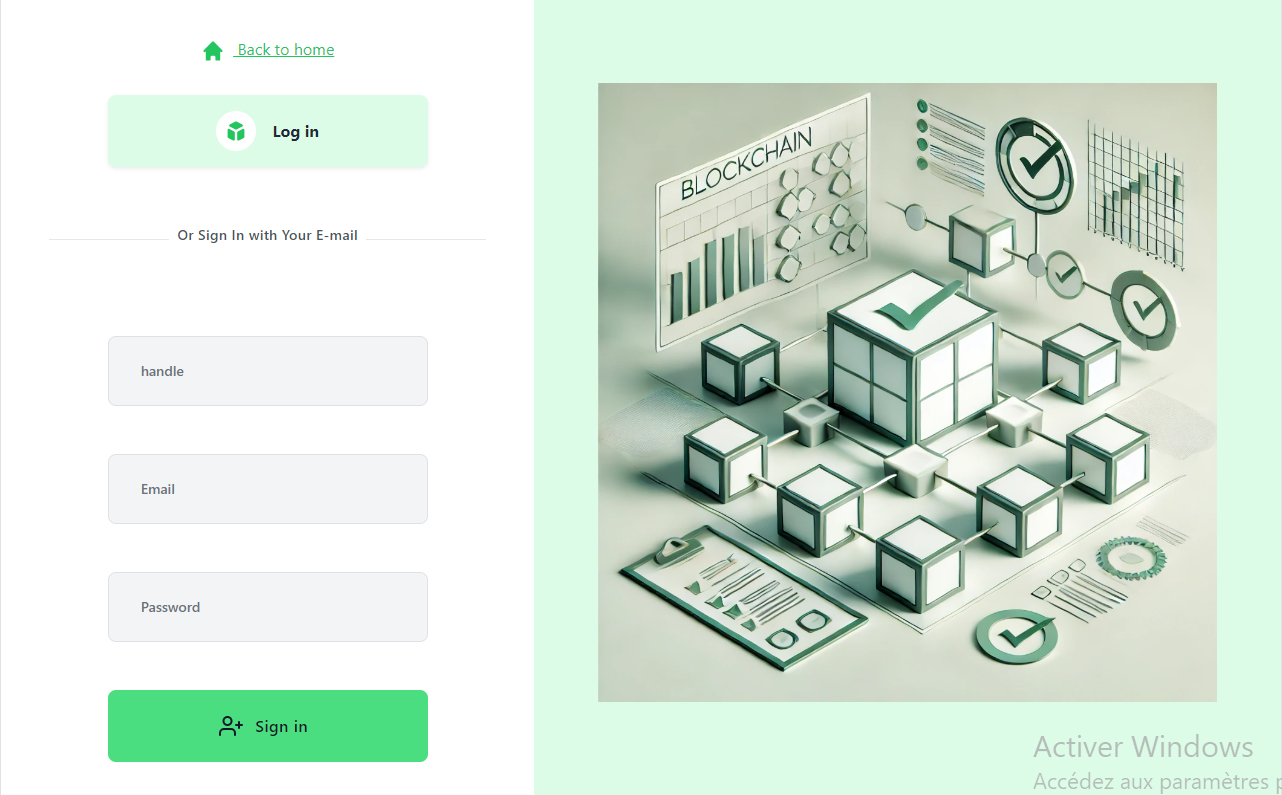 Back to home
Log in
Or Sign In with Your E-mail
handle
Email
Password
Sign in
BLOCKCHAIN
Activer Windows
Accédez aux paramètres